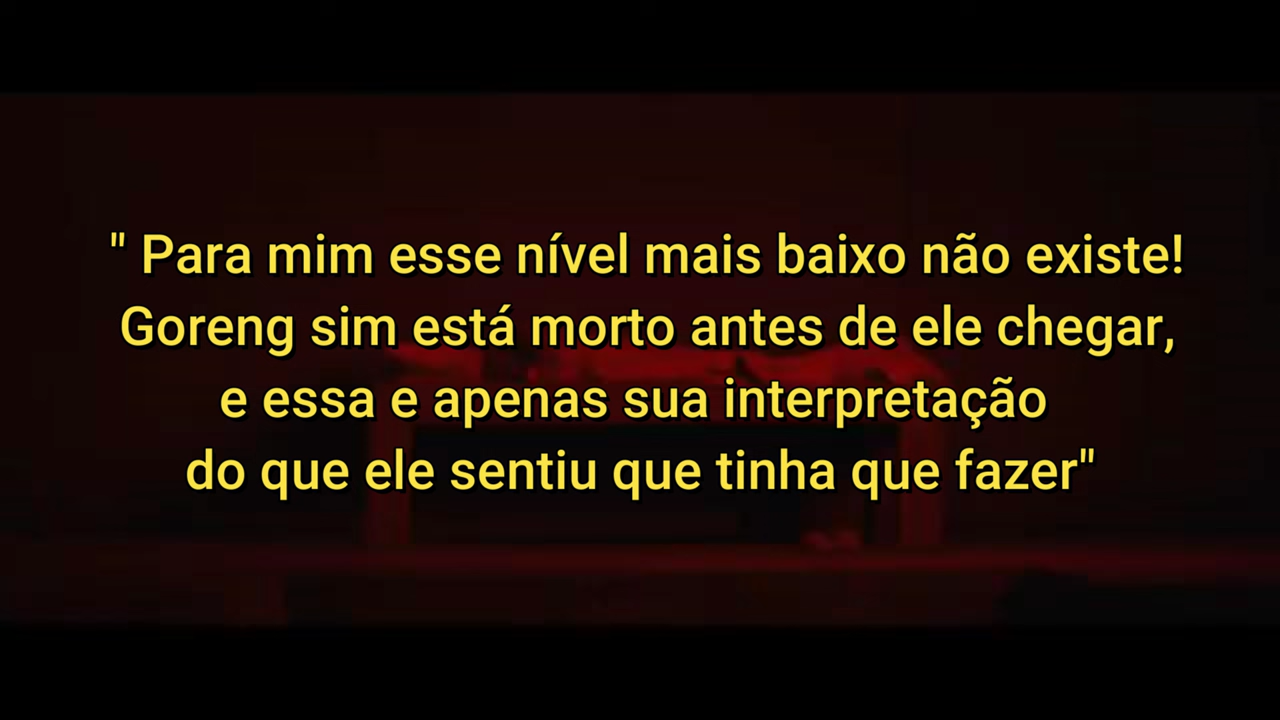 " Para mim esse nível mais baixo não existe!
Goreng sim está morto antes de ele chegar,
e essa e apenas sua interpretação
do que ele sentiu que tinha que fazer"